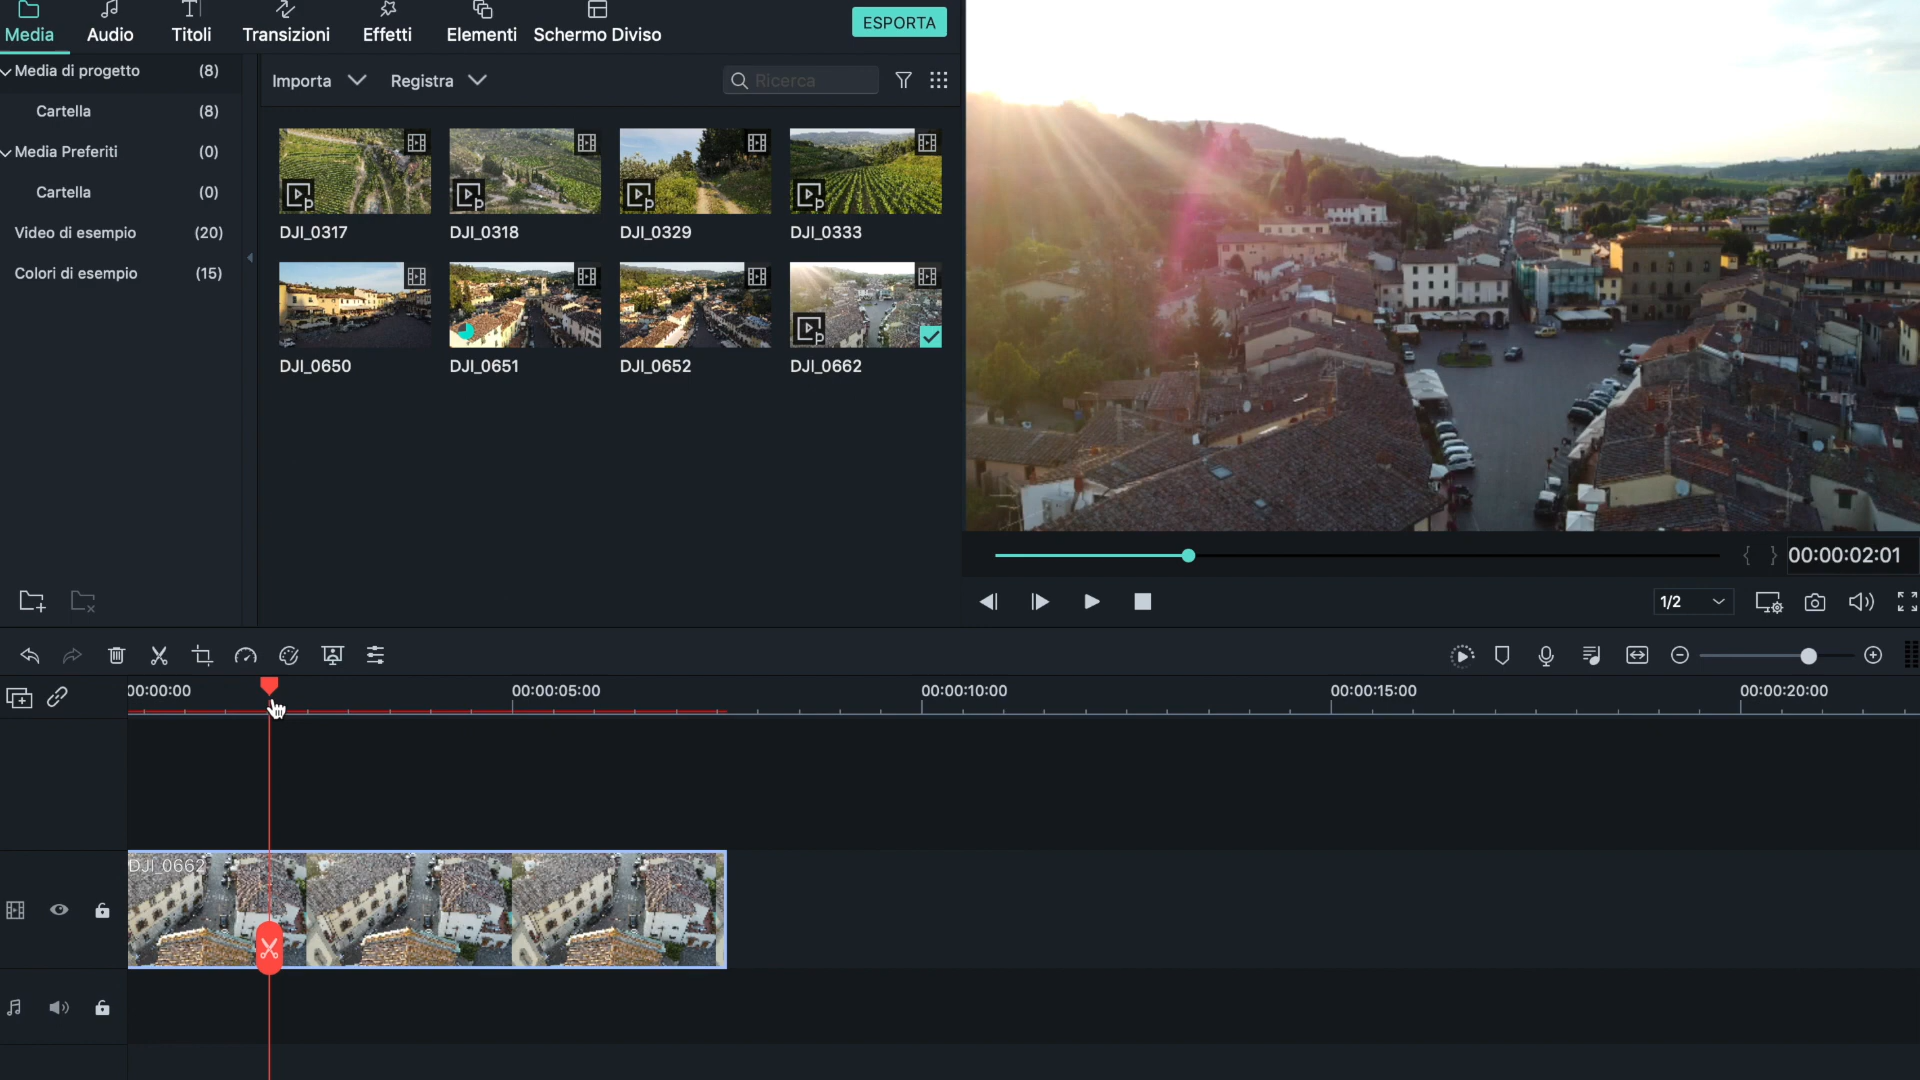 Media Audio Titoli Transizioni Effetti Elementi Schermo Diviso ESPORTA
Media di progetto (8)
Cartella (8)
Media Preferiti (0)
Cartella (0)
Video di esempio (20)
Colori di esempio (15)
Importa Registra Ricerca
DJI_0317 DJI_0318 DJI_0329 DJI_0333
DJI_0650 DJI_0651 DJI_0652 DJI_0662
{ } 00:00:02:01
1/2
00:00:00 00:00:05:00 00:00:10:00 00:00:15:00 00:00:20:00
DJI_0662